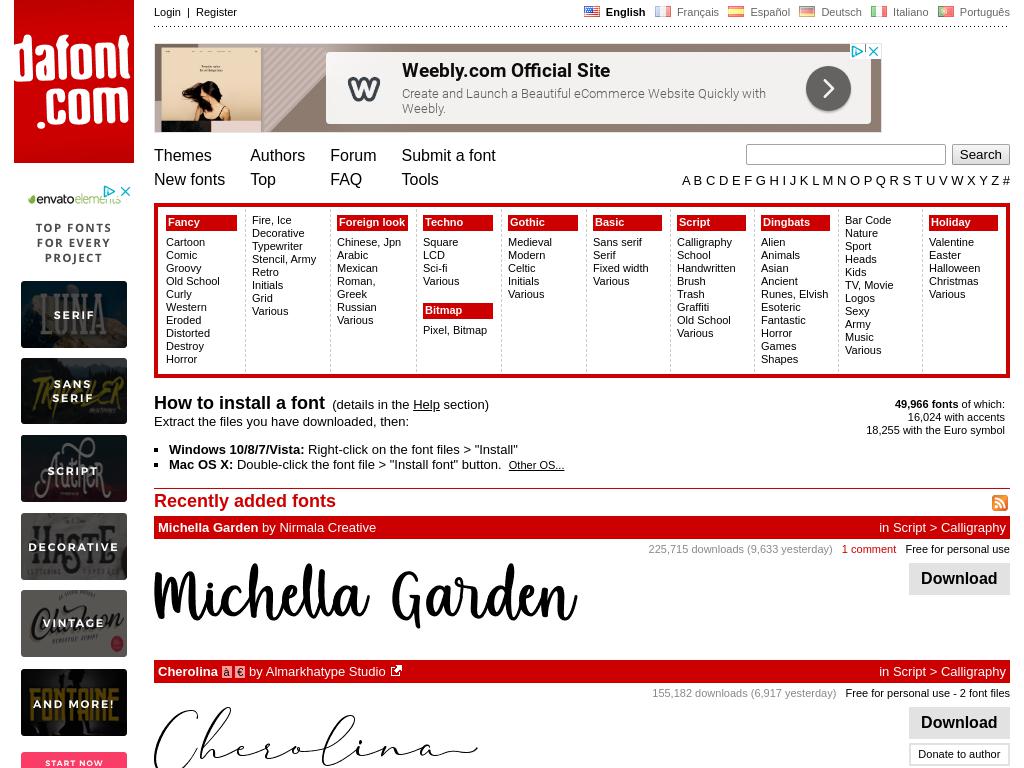 dafont
.com
Login | Register
English Français Español Deutsch Italiano Português
Weebly.com Official Site
Create and Launch a Beautiful eCommerce Website Quickly with
Weebly.
Themes Authors Forum Submit a font
New fonts Top FAQ Tools
Search
A B C D E F G H I J K L M N O P Q R S T U V W X Y Z #
envatoelements
TOP FONTS
FOR EVERY
PROJECT
LUNA
SERIF
SANS
SERIF
Author
SCRIPT
HASTE
DECORATIVE
VINTAGE
FONTAINE
AND MORE!
START NOW
Fancy
Cartoon
Comic
Groovy
Old School
Curly
Western
Eroded
Distorted
Destroy
Horror
Fire, Ice
Decorative
Typewriter
Stencil, Army
Retro
Initials
Grid
Various
Foreign look
Chinese, Jpn
Arabic
Mexican
Roman,
Greek
Russian
Various
Techno
Square
LCD
Sci-fi
Various
Bitmap
Pixel, Bitmap
Gothic
Medieval
Modern
Celtic
Initials
Various
Basic
Sans serif
Serif
Fixed width
Various
Script
Calligraphy
School
Handwritten
Brush
Trash
Graffiti
Old School
Various
Dingbats
Alien
Animals
Asian
Ancient
Runes, Elvish
Esoteric
Fantastic
Horror
Games
Shapes
Bar Code
Nature
Sport
Heads
Kids
TV, Movie
Logos
Sexy
Army
Music
Various
Holiday
Valentine
Easter
Halloween
Christmas
Various
How to install a font (details in the Help section)
Extract the files you have downloaded, then:
Windows 10/8/7/Vista: Right-click on the font files > "Install"
Mac OS X: Double-click the font file > "Install font" button. Other OS...
49,966 fonts of which:
16,024 with accents
18,255 with the Euro symbol
Recently added fonts
Michella Garden by Nirmala Creative in Script > Calligraphy
225,715 downloads (9,633 yesterday) 1 comment Free for personal use
Michella Garden
Download
Cherolina à € by Almarkhatype Studio in Script > Calligraphy
155,182 downloads (6,917 yesterday) Free for personal use - 2 font files
Cherolina
Download
Donate to author